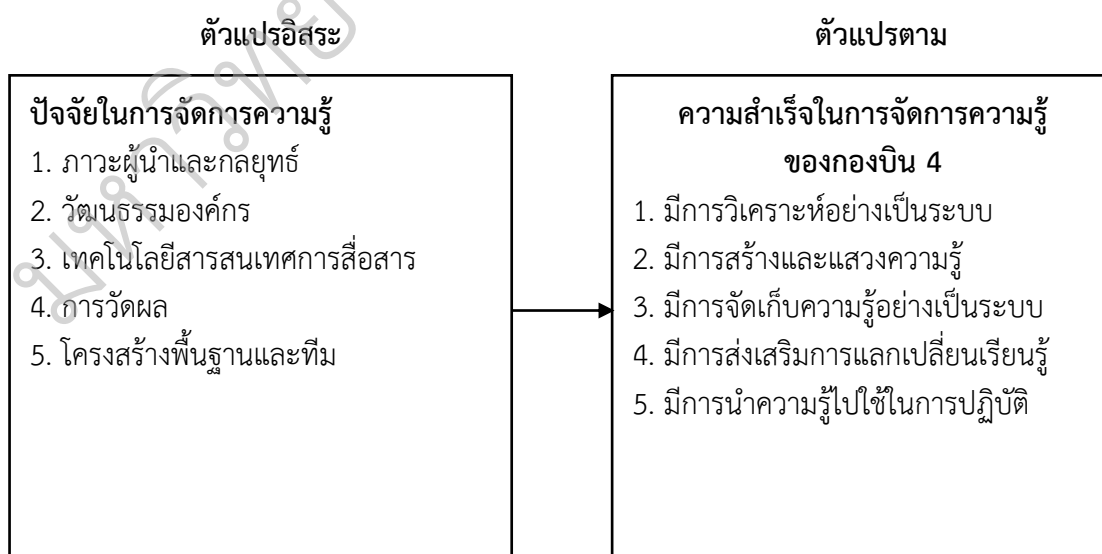 ตัวแปรอิสระ
ตัวแปรตาม
ปัจจัยในการจัดการความรู้
1. ภาวะผู้นำและกลยุทธ์
2. วัฒนธรรมองค์กร
3. เทคโนโลยีสารสนเทศการสื่อสาร
4. การวัดผล
5. โครงสร้างพื้นฐานและทีม
ความสำเร็จในการจัดการความรู้
ของกองบิน 4
1. มีการวิเคราะห์อย่างเป็นระบบ
2. มีการสร้างและแสวงความรู้
3. มีการจัดเก็บความรู้อย่างเป็นระบบ
4. มีการส่งเสริมการแลกเปลี่ยนเรียนรู้
5. มีการนำความรู้ไปใช้ในการปฏิบัติ